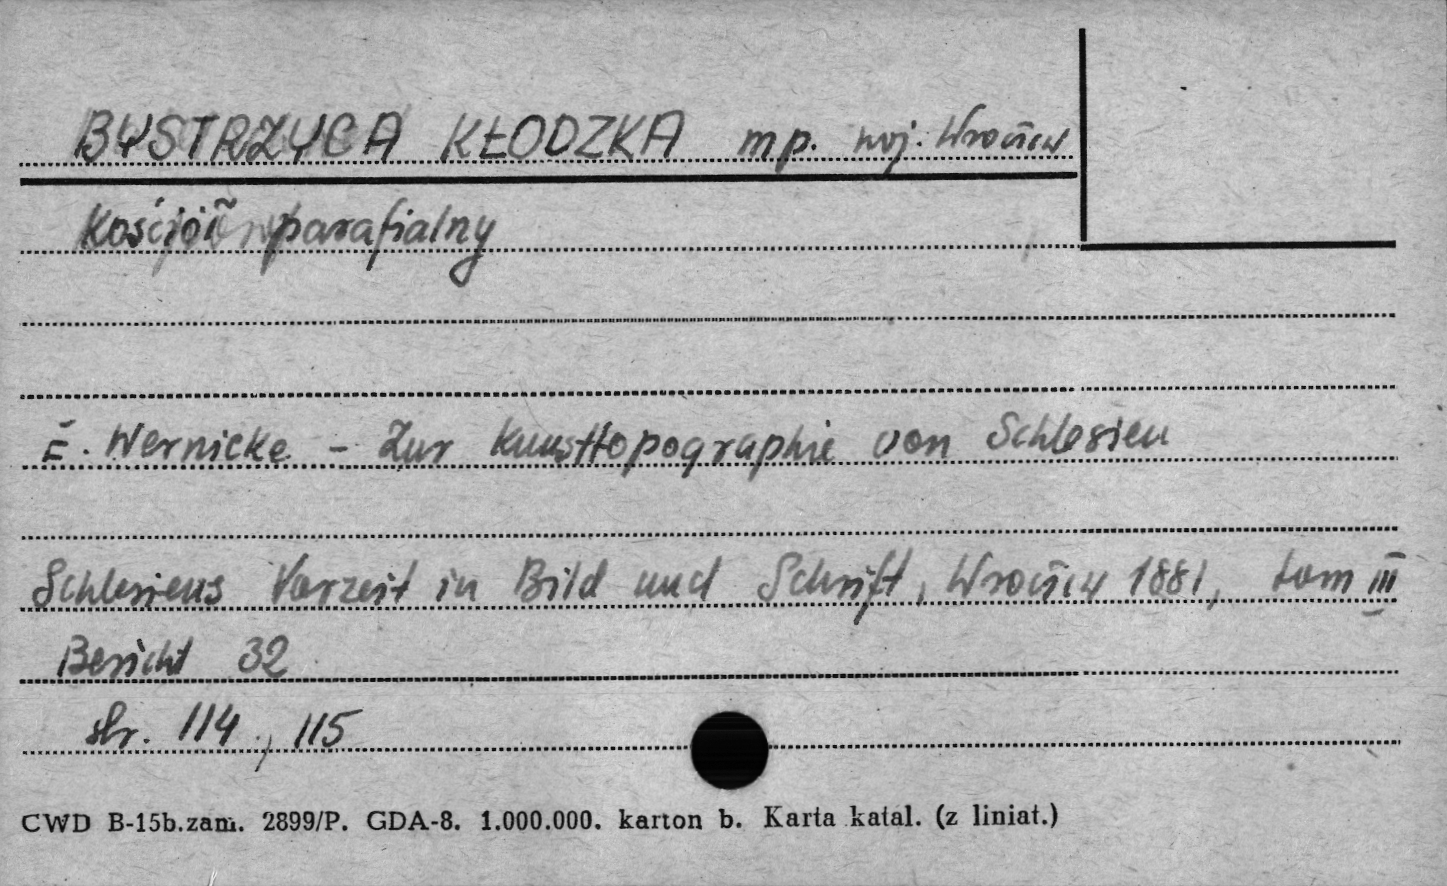 BYSTRZYCA KŁODZKA mp. woj. Wrocław
Kościół parafialny
E. Wernicke - Zur Kunsttopographie von Schlesien
Schlesiens Vorzeit in Bild und Schrift, Wrocław 1881, tom III
Bericht 32
str. 114, 115
CWD B-15b.zam. 2899/P. GDA-8. 1.000.000. karton b. Karta katal. (z liniat.)